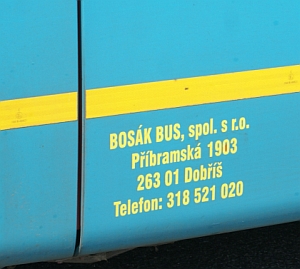 BOSÁK BUS, spol. s r.o.
Příbramská 1903
263 01 Dobříš
Telefon: 318 521 020